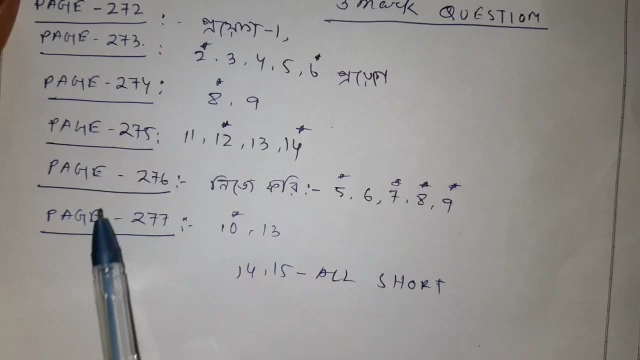 3 Mark QUESTION
PAGE - 272 :- প্রয়োগ-1,
PAGE - 273. 2*, 3, 4, 5, 6* প্রয়োগ
PAGE - 274 : 8*, 9
PAGE - 275: 11, 12*, 13, 14*
PAGE - 276 :- নিজে করি :- 5*, 6, 7*, 8*, 9*
PAGE - 277 :- 10*, 13
14, 15 - ALL SHORT